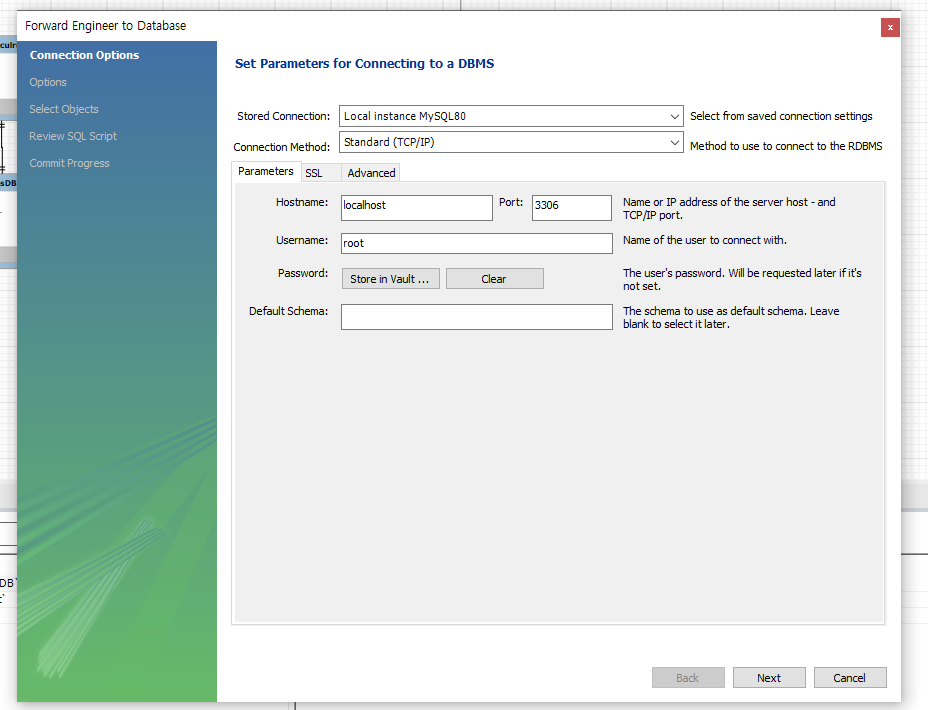 Forward Engineer to Database
x
Connection Options
Options
Select Objects
Review SQL Script
Commit Progress
Set Parameters for Connecting to a DBMS
Stored Connection: Local instance MySQL80 Select from saved connection settings
Connection Method: Standard (TCP/IP) Method to use to connect to the RDBMS
Parameters SSL Advanced
Hostname: localhost Port: 3306 Name or IP address of the server host - and
TCP/IP port.
Username: root Name of the user to connect with.
Password: Store in Vault ... Clear The user's password. Will be requested later if it's
not set.
Default Schema: The schema to use as default schema. Leave
blank to select it later.
Back Next Cancel